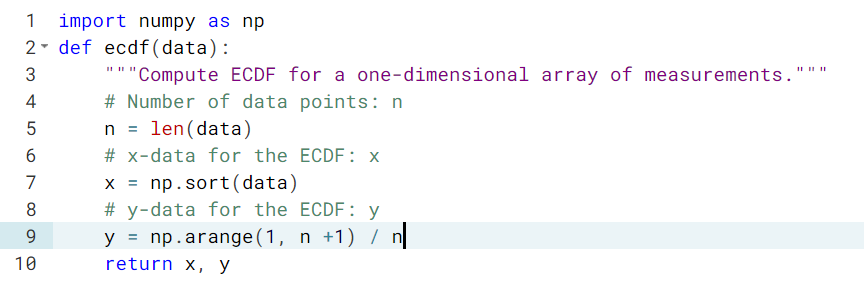 1 import numpy as np
2 def ecdf(data):
3     """Compute ECDF for a one-dimensional array of measurements."""
4     # Number of data points: n
5     n = len(data)
6     # x-data for the ECDF: x
7     x = np.sort(data)
8     # y-data for the ECDF: y
9     y = np.arange(1, n +1) / n
10     return x, y